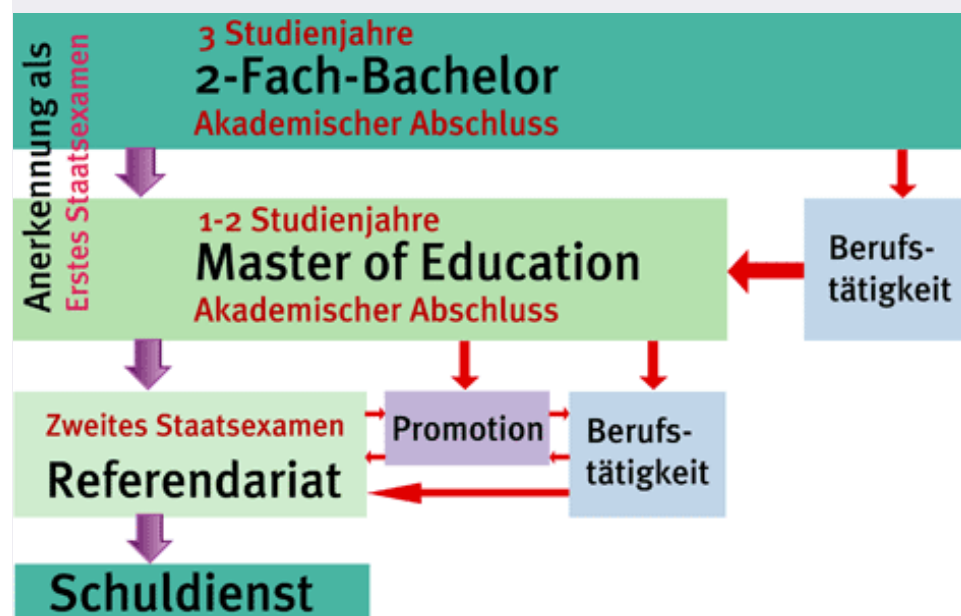 Anerkennung als
Erstes Staatsexamen
3 Studienjahre
2-Fach-Bachelor
Akademischer Abschluss
1-2 Studienjahre
Master of Education
Akademischer Abschluss
Berufs-
tätigkeit
Zweites Staatsexamen
Referendariat
Promotion
Berufs-
tätigkeit
Schuldienst